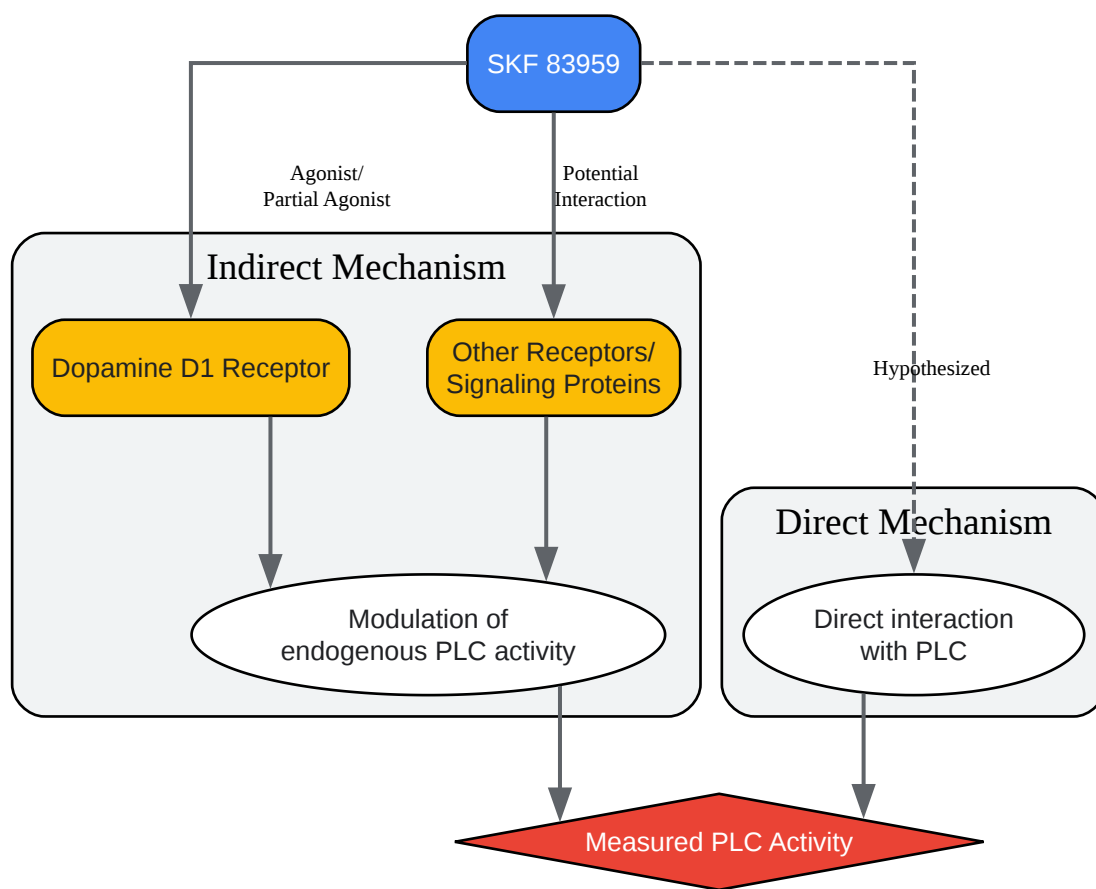 SKF 83959
Agonist/
Partial Agonist
Potential
Interaction
Indirect Mechanism
Dopamine D1 Receptor
Other Receptors/
Signaling Proteins
Hypothesized
Direct Mechanism
Modulation of
endogenous PLC activity
Direct interaction
with PLC
Measured PLC Activity